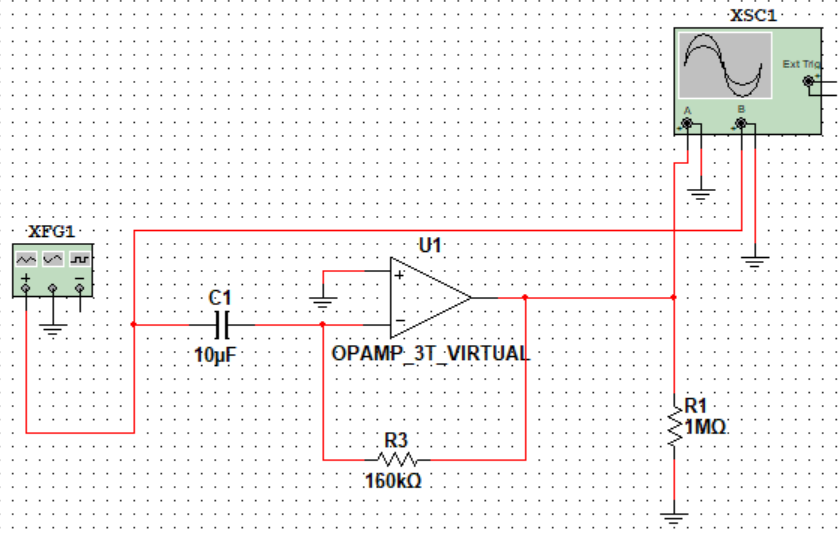 XSC1
Ext Trig
+
A
B
+
+
XFG1
+
−
U1
+
−
C1
10µF
OPAMP_3T_VIRTUAL
R1
1MΩ
R3
160kΩ